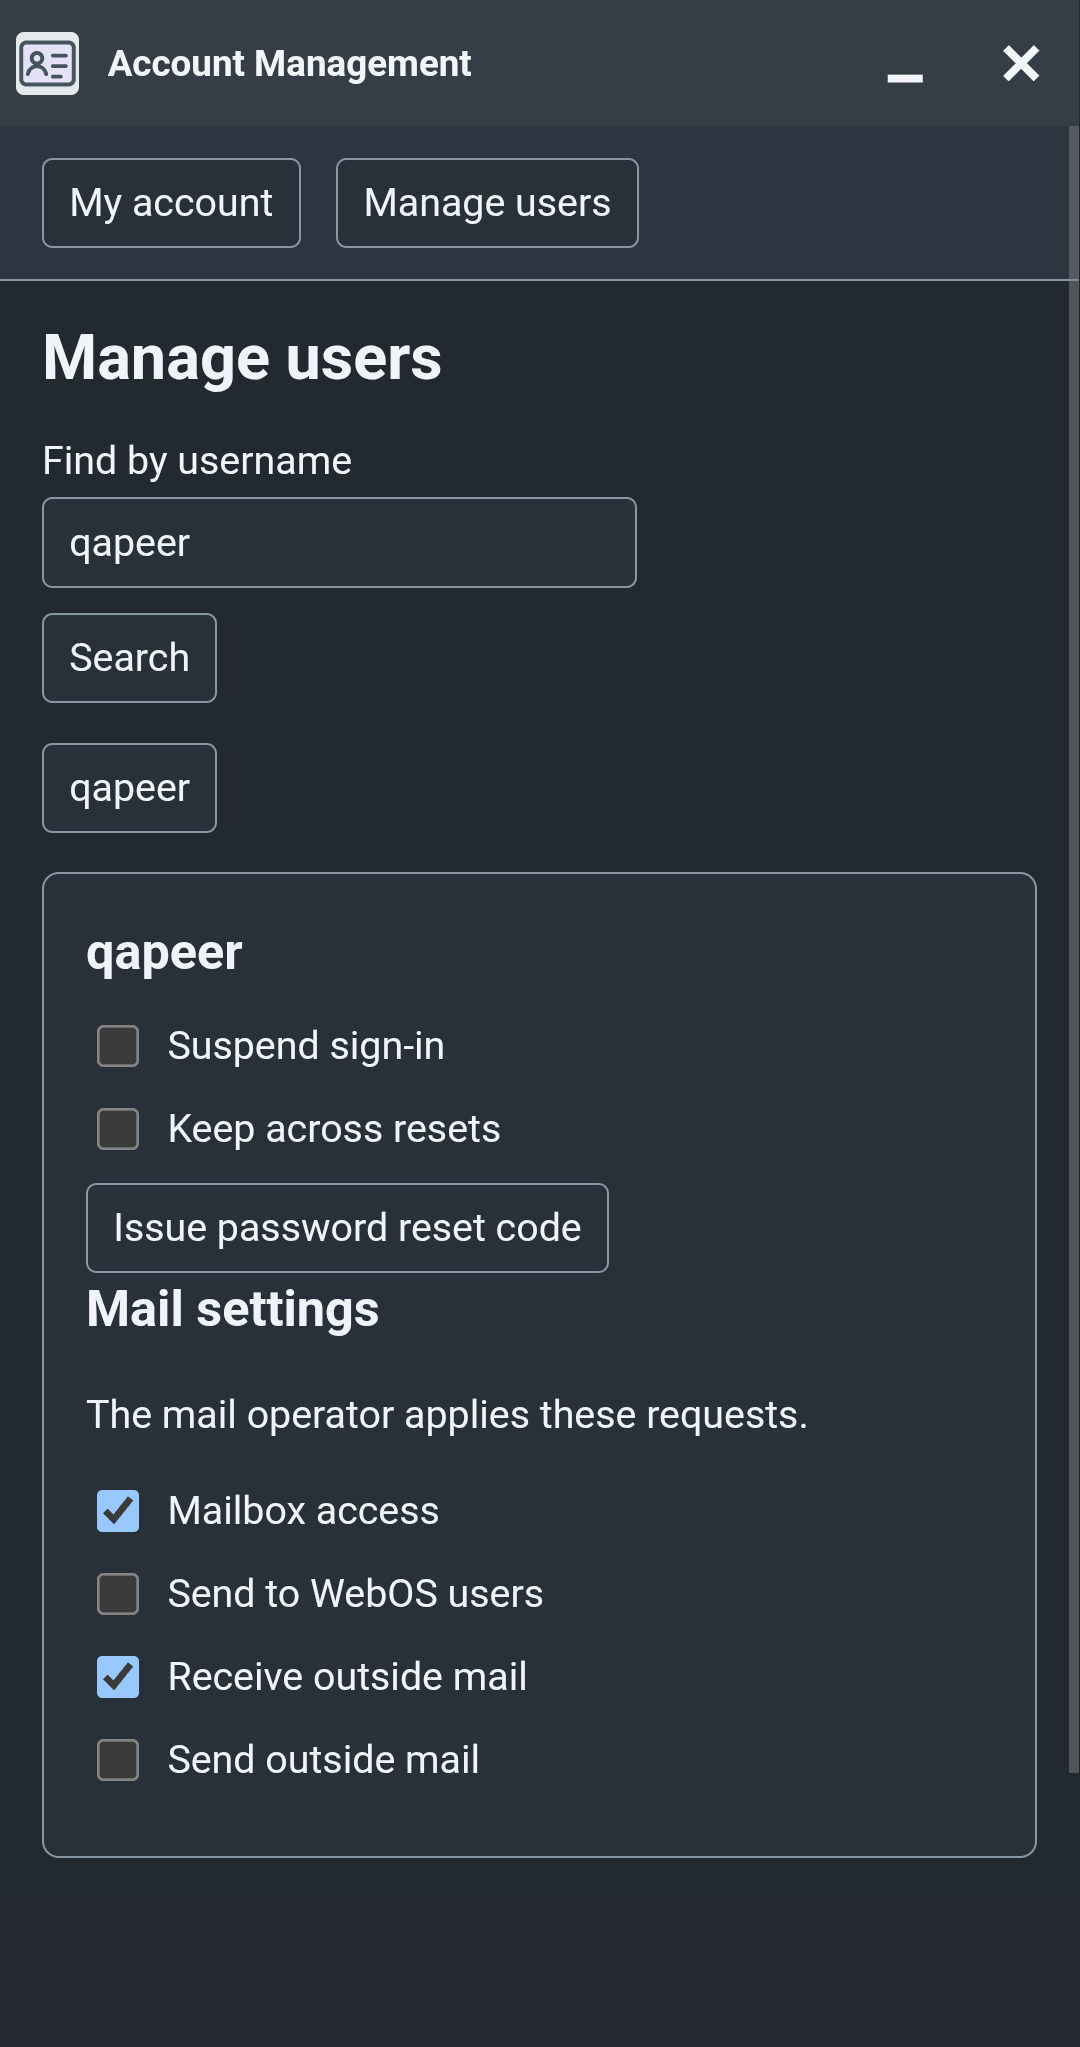 Account Management
My account
Manage users
Manage users
Find by username
qapeer
Search
qapeer
qapeer
Suspend sign-in
Keep across resets
Issue password reset code
Mail settings
The mail operator applies these requests.
Mailbox access
Send to WebOS users
Receive outside mail
Send outside mail